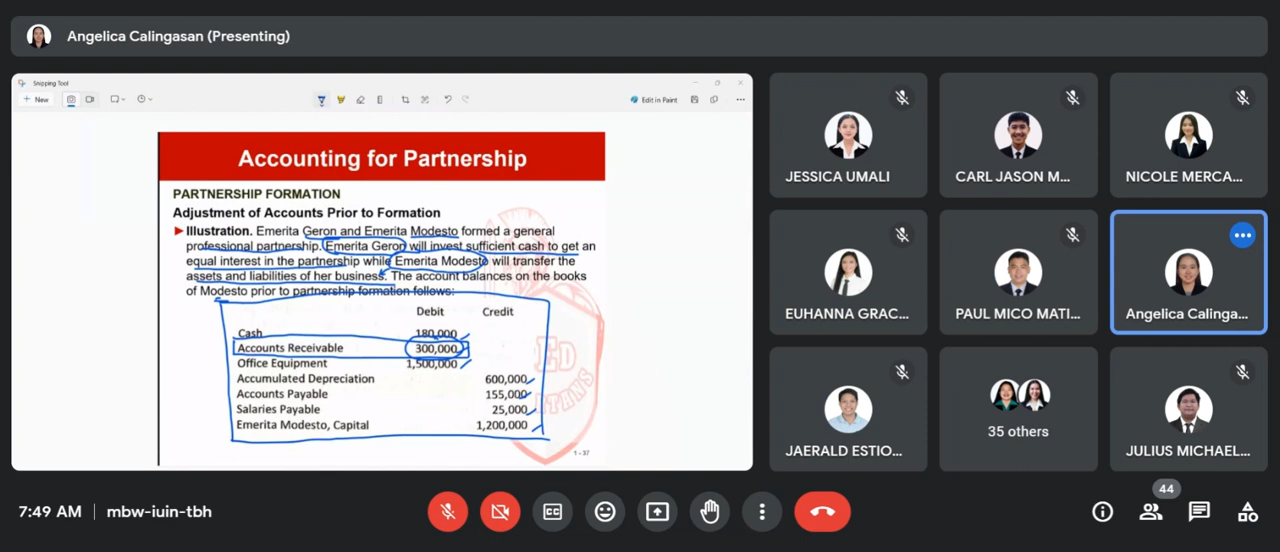 Angelica Calingasan (Presenting)
Snipping Tool
New
Edit in Paint
Accounting for Partnership
PARTNERSHIP FORMATION
Adjustment of Accounts Prior to Formation
Illustration. Emerita Geron and Emerita Modesto formed a general
professional partnership. Emerita Geron will invest sufficient cash to get an
equal interest in the partnership while Emerita Modesto will transfer the
assets and liabilities of her business. The account balances on the books
of Modesto prior to partnership formation follows:
Debit Credit
Cash 180,000
Accounts Receivable 300,000
Office Equipment 1,500,000
Accumulated Depreciation 600,000
Accounts Payable 155,000
Salaries Payable 25,000
Emerita Modesto, Capital 1,200,000
1 - 37
JESSICA UMALI
CARL JASON M...
NICOLE MERCA...
EUHANNA GRAC...
PAUL MICO MATI...
Angelica Calinga...
JAERALD ESTIO...
35 others
JULIUS MICHAEL...
7:49 AM | mbw-iuin-tbh
CC
44